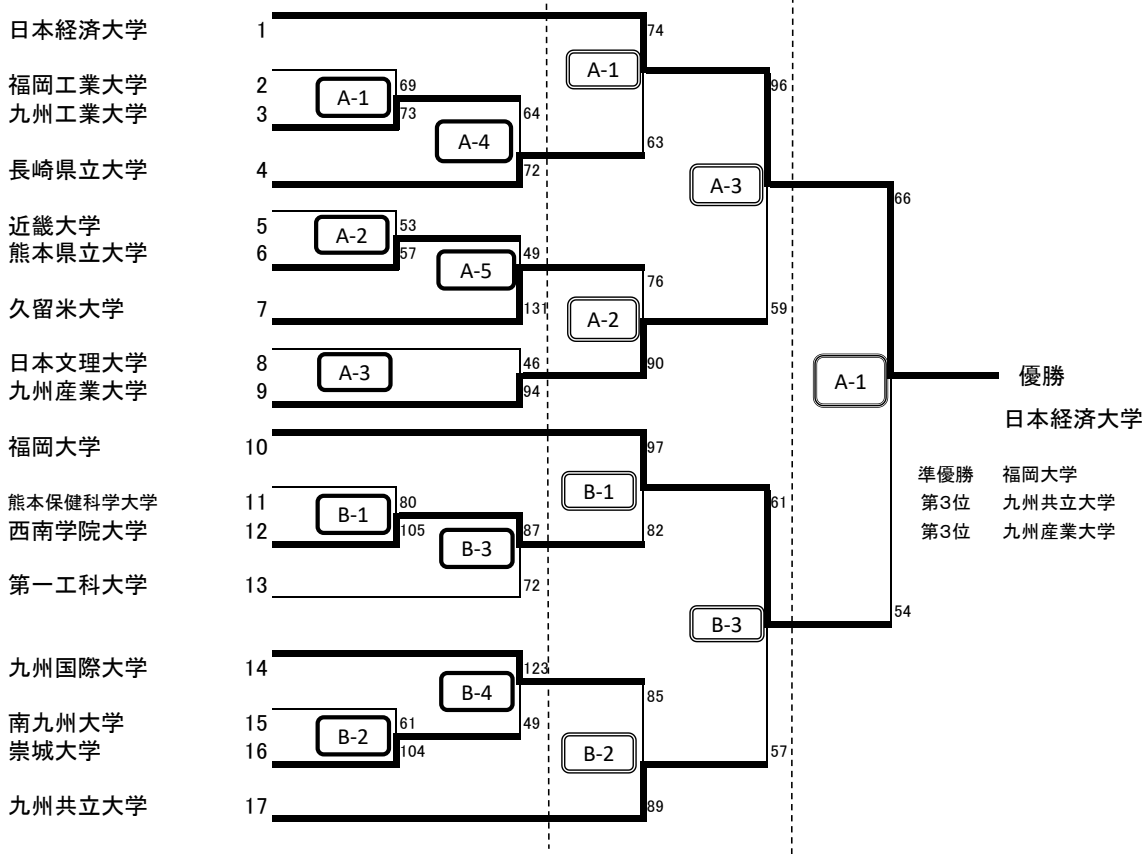 日本経済大学 1
福岡工業大学 2
九州工業大学 3
長崎県立大学 4
近畿大学 5
熊本県立大学 6
久留米大学 7
日本文理大学 8
九州産業大学 9
福岡大学 10
熊本保健科学大学 11
西南学院大学 12
第一工科大学 13
九州国際大学 14
南九州大学 15
崇城大学 16
九州共立大学 17
A-1
69
73
A-2
53
57
B-1
80
105
B-2
61
104
A-4
64
72
A-5
49
131
A-3
46
94
B-3
87
72
B-4
123
49
A-1
74
63
A-2
76
90
B-1
97
82
B-2
85
89
A-3
96
59
B-3
61
57
A-1
66
54
優勝
日本経済大学
準優勝 福岡大学
第3位 九州共立大学
第3位 九州産業大学